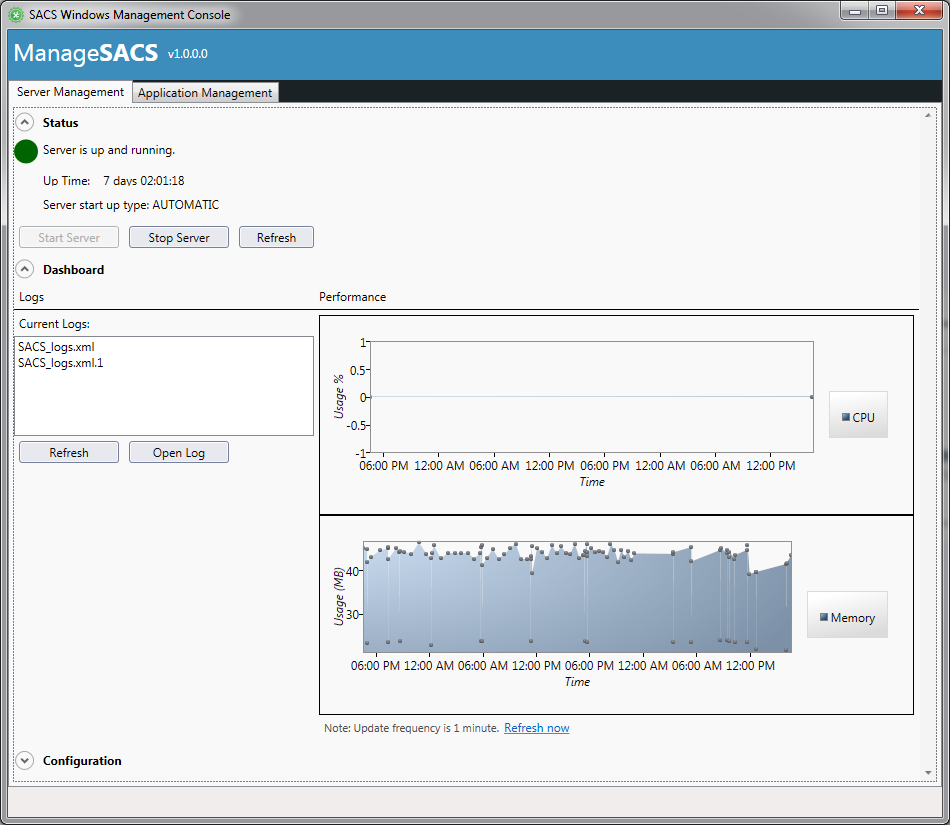 SACS Windows Management Console
ManageSACS v1.0.0.0
Server Management Application Management
Status
Server is up and running.
Up Time: 7 days 02:01:18
Server start up type: AUTOMATIC
Start Server Stop Server Refresh
Dashboard
Logs Performance
Current Logs:
SACS_logs.xml
SACS_logs.xml.1
Refresh Open Log
1
0.5
0
-0.5
-1
Usage %
06:00 PM 12:00 AM 06:00 AM 12:00 PM 06:00 PM 12:00 AM 06:00 AM 12:00 PM
Time
CPU
40
30
Usage (MB)
06:00 PM 12:00 AM 06:00 AM 12:00 PM 06:00 PM 12:00 AM 06:00 AM 12:00 PM
Time
Memory
Note: Update frequency is 1 minute. Refresh now
Configuration